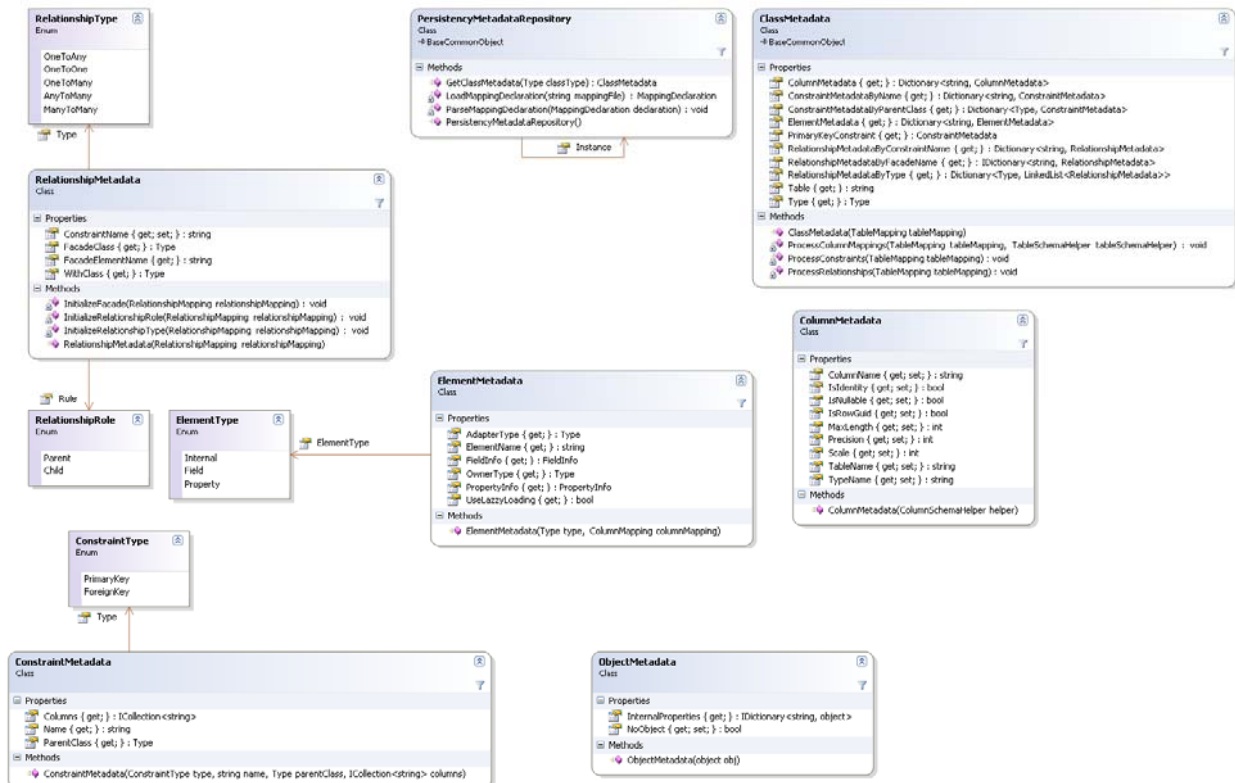 RelationshipType
Enum
OneToAny
OneToOne
OneToMany
AnyToMany
ManyToMany
Type
RelationshipMetadata
Class
Properties
ConstraintName { get; set; } : string
FacadeClass { get; } : Type
FacadeElementName { get; } : string
WithClass { get; } : Type
Methods
InitializeFacade(RelationshipMapping relationshipMapping) : void
InitializeRelationshipRole(RelationshipMapping relationshipMapping) : void
InitializeRelationshipType(RelationshipMapping relationshipMapping) : void
RelationshipMetadata(RelationshipMapping relationshipMapping)
Rule
RelationshipRole
Enum
Parent
Child
ElementType
Enum
Internal
Field
Property
ElementType
PersistencyMetadataRepository
Class
BaseCommonObject
Methods
GetClassMetadata(Type classType) : ClassMetadata
LoadMappingDeclaration(string mappingFile) : MappingDeclaration
ParseMappingDeclaration(MappingDeclaration declaration) : void
PersistencyMetadataRepository()
Instance
ClassMetadata
Class
BaseCommonObject
Properties
ColumnMetadata { get; } : Dictionary<string, ColumnMetadata>
ConstraintMetadataByName { get; } : Dictionary<string, ConstraintMetadata>
ConstraintMetadataByParentClass { get; } : Dictionary<Type, ConstraintMetadata>
ElementMetadata { get; } : Dictionary<string, ElementMetadata>
PrimaryKeyConstraint { get; } : ConstraintMetadata
RelationshipMetadataByConstraintName { get; } : Dictionary<string, RelationshipMetadata>
RelationshipMetadataByFacadeName { get; } : IDictionary<string, RelationshipMetadata>
RelationshipMetadataByType { get; } : Dictionary<Type, LinkedList<RelationshipMetadata>>
Table { get; } : string
Type { get; } : Type
Methods
ClassMetadata(TableMapping tableMapping)
ProcessColumnMappings(TableMapping tableMapping, TableSchemaHelper tableSchemaHelper) : void
ProcessConstraints(TableMapping tableMapping) : void
ProcessRelationships(TableMapping tableMapping) : void
ElementMetadata
Class
Properties
AdapterType { get; } : Type
ElementName { get; } : string
FieldInfo { get; } : FieldInfo
OwnerType { get; } : Type
PropertyInfo { get; } : PropertyInfo
UseLazyLoading { get; } : bool
Methods
ElementMetadata(Type type, ColumnMapping columnMapping)
ColumnMetadata
Class
Properties
ColumnName { get; set; } : string
IsIdentity { get; set; } : bool
IsNullable { get; set; } : bool
IsRowGuid { get; set; } : bool
MaxLength { get; set; } : int
Precision { get; set; } : int
Scale { get; set; } : int
TableName { get; set; } : string
TypeName { get; set; } : string
Methods
ColumnMetadata(ColumnSchemaHelper helper)
ConstraintType
Enum
PrimaryKey
ForeignKey
Type
ConstraintMetadata
Class
Properties
Columns { get; } : ICollection<string>
Name { get; } : string
ParentClass { get; } : Type
Methods
ConstraintMetadata(ConstraintType type, string name, Type parentClass, ICollection<string> columns)
ObjectMetadata
Class
Properties
InternalProperties { get; } : IDictionary<string, object>
NoObject { get; set; } : bool
Methods
ObjectMetadata(object obj)